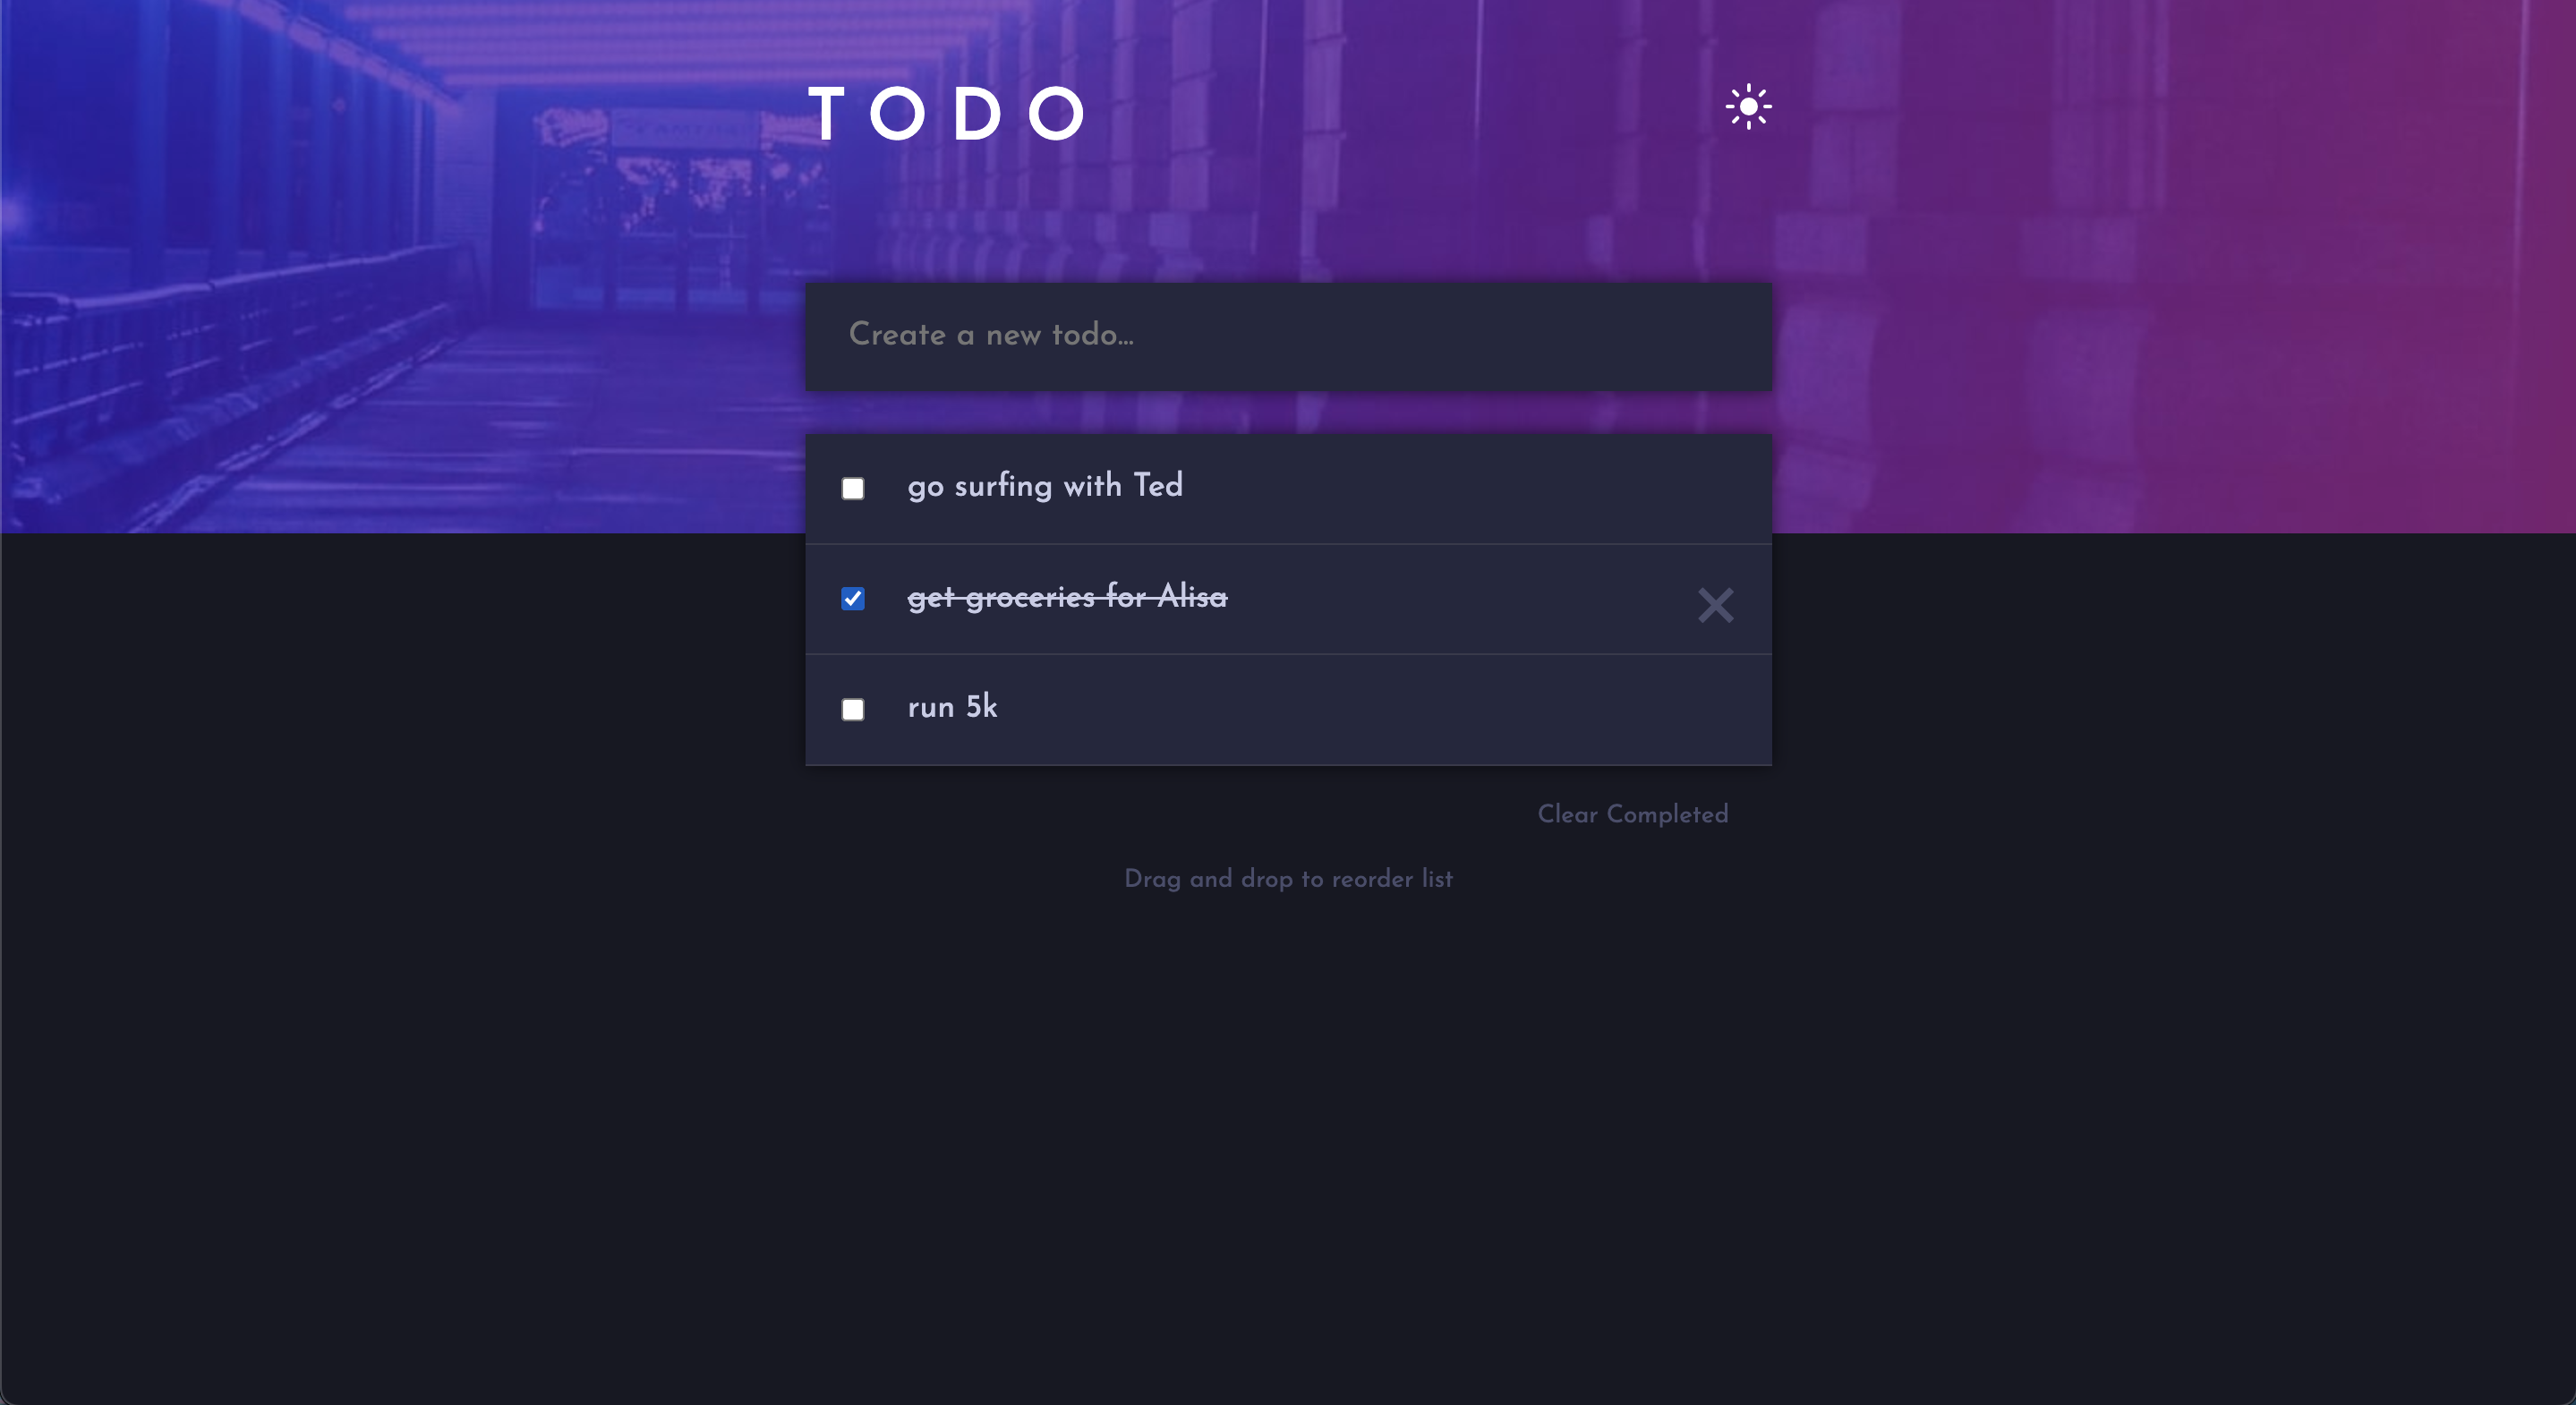 TODO
Create a new todo...
go surfing with Ted
get groceries for Alisa
run 5k
Clear Completed
Drag and drop to reorder list